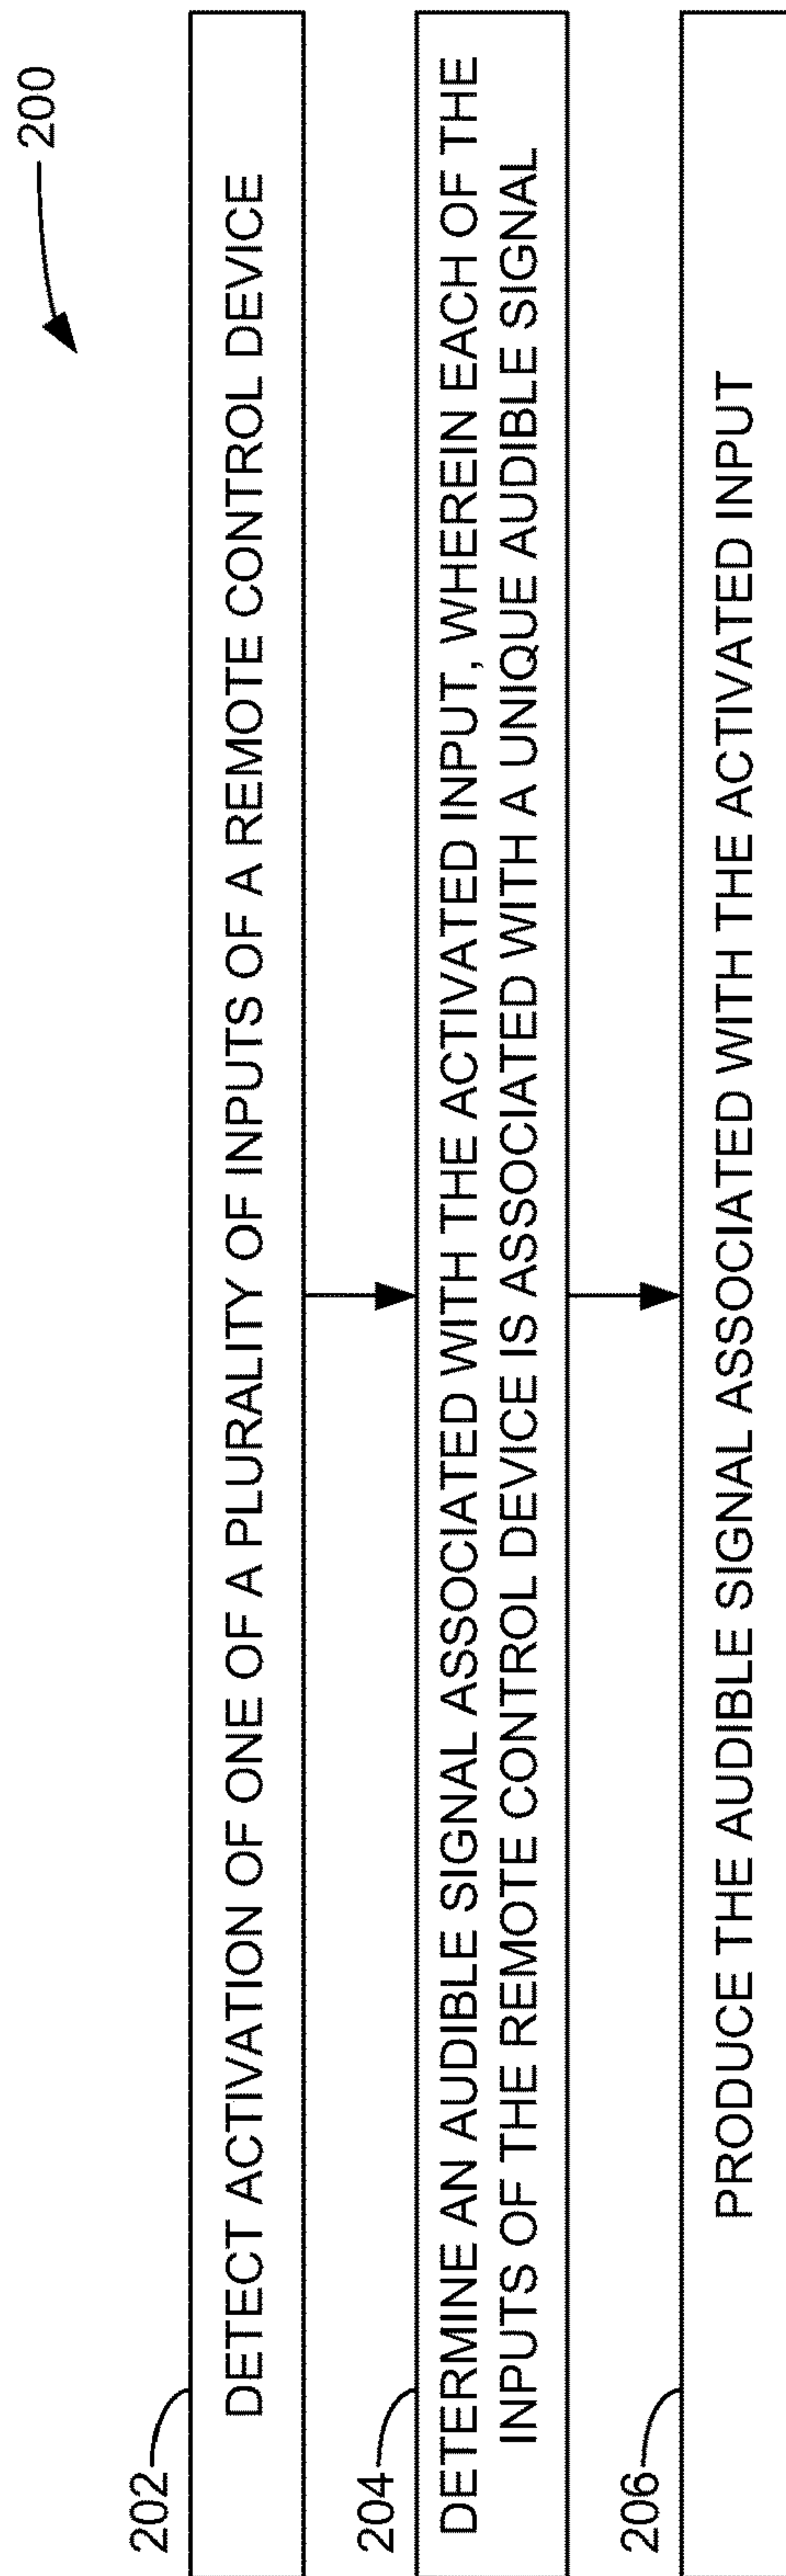 200
202
DETECT ACTIVATION OF ONE OF A PLURALITY OF INPUTS OF A REMOTE CONTROL DEVICE
204
DETERMINE AN AUDIBLE SIGNAL ASSOCIATED WITH THE ACTIVATED INPUT, WHEREIN EACH OF THE
INPUTS OF THE REMOTE CONTROL DEVICE IS ASSOCIATED WITH A UNIQUE AUDIBLE SIGNAL
206
PRODUCE THE AUDIBLE SIGNAL ASSOCIATED WITH THE ACTIVATED INPUT